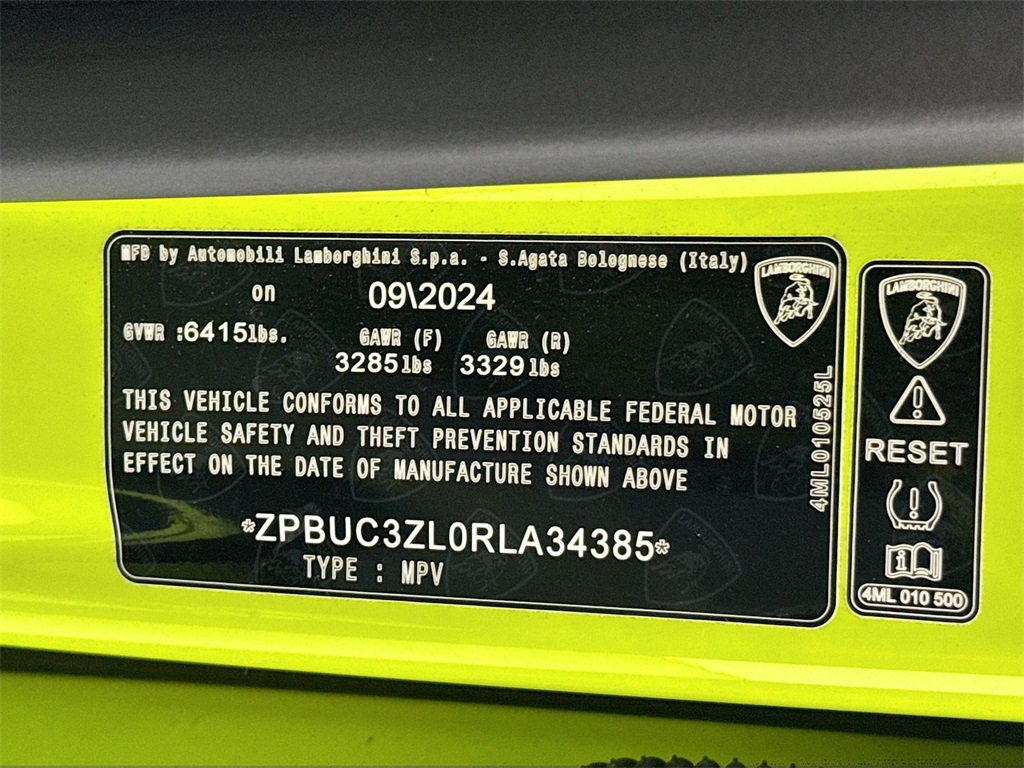 MFD by Automobili Lamborghini S.p.a. - S.Agata Bolognese (Italy)
on 09\2024
GVWR :6415lbs. GAWR (F) GAWR (R)
3285lbs 3329lbs
THIS VEHICLE CONFORMS TO ALL APPLICABLE FEDERAL MOTOR
VEHICLE SAFETY AND THEFT PREVENTION STANDARDS IN
EFFECT ON THE DATE OF MANUFACTURE SHOWN ABOVE
*ZPBUC3ZL0RLA34385*
TYPE : MPV
LAMBORGHINI
4ML010525L
LAMBORGHINI
RESET
4ML 010 500